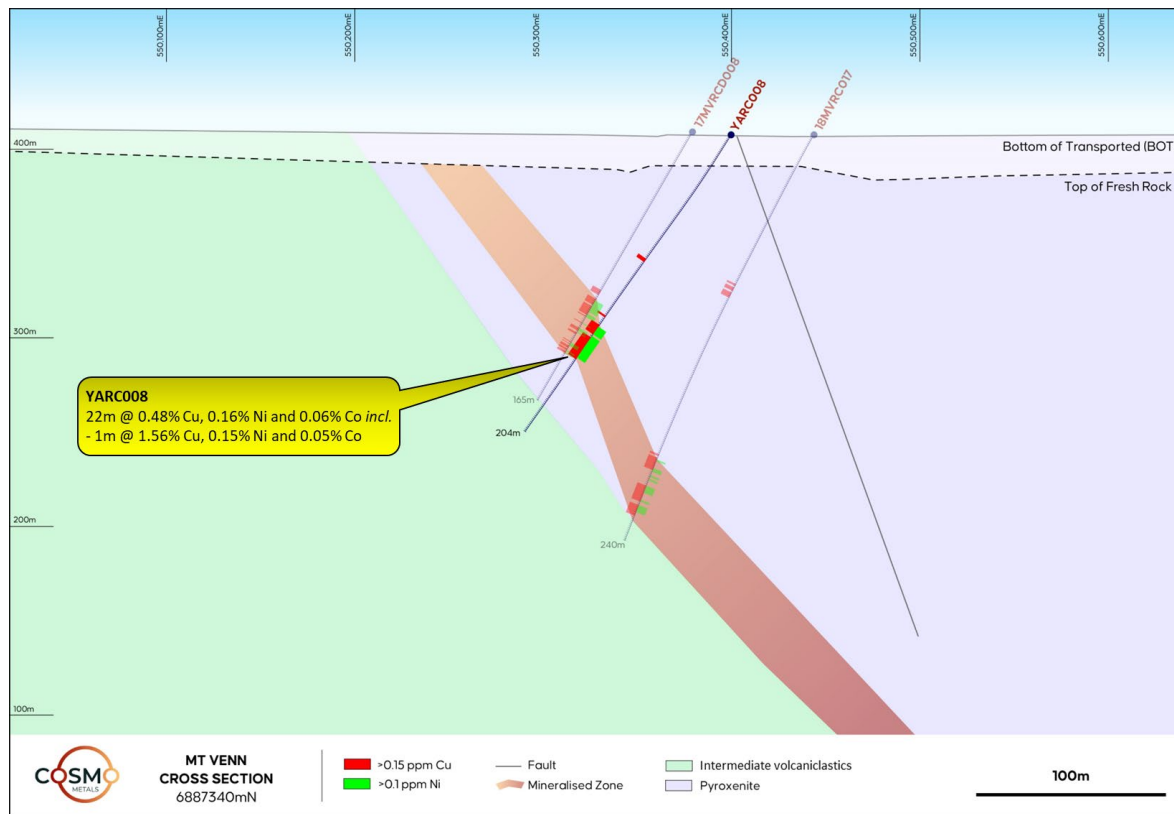 550,100mE
550,200mE
550,300mE
550,400mE
550,500mE
550,600mE
17MVRCD008
YARC008
18MVRC017
400m
Bottom of Transported (BOT
Top of Fresh Rock
300m
YARC008
22m @ 0.48% Cu, 0.16% Ni and 0.06% Co incl.
- 1m @ 1.56% Cu, 0.15% Ni and 0.05% Co
165m
204m
200m
240m
100m
COSMO
METALS
MT VENN
CROSS SECTION
6887340mN
>0.15 ppm Cu
>0.1 ppm Ni
Fault
Mineralised Zone
Intermediate volcaniclastics
Pyroxenite
100m